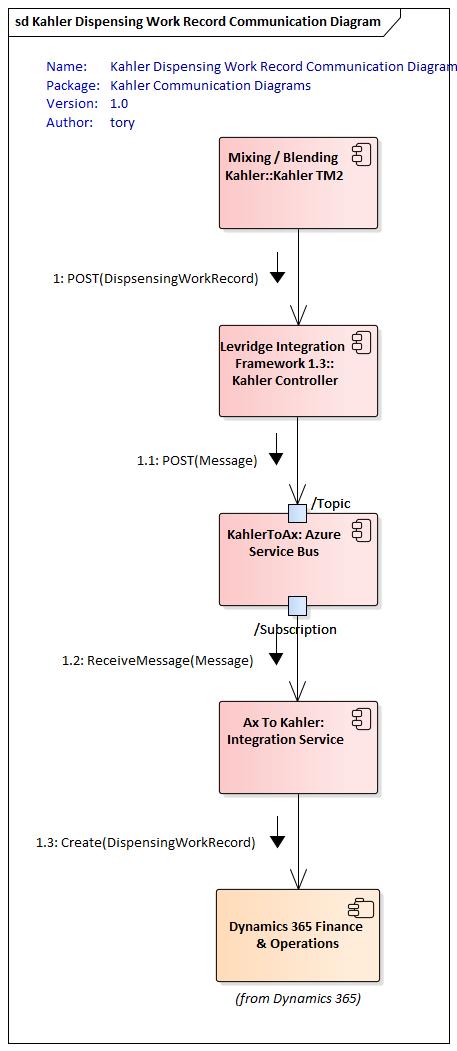 sd Kahler Dispensing Work Record Communication Diagram
Name: Kahler Dispensing Work Record Communication Diagram
Package: Kahler Communication Diagrams
Version: 1.0
Author: tory
Mixing / Blending
Kahler::Kahler TM2
1: POST(DispsensingWorkRecord)
Levridge Integration
Framework 1.3::
Kahler Controller
1.1: POST(Message)
/Topic
KahlerToAx: Azure
Service Bus
/Subscription
1.2: ReceiveMessage(Message)
Ax To Kahler:
Integration Service
1.3: Create(DispensingWorkRecord)
Dynamics 365 Finance
& Operations
(from Dynamics 365)